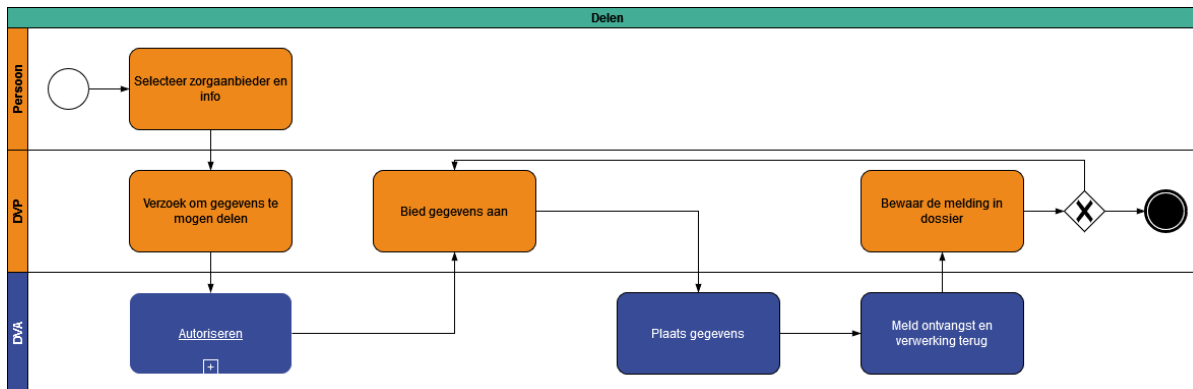 Delen
Persoon
Selecteer zorgaanbieder en
info
DVP
Verzoek om gegevens te
mogen delen
Bied gegevens aan
Bewaar de melding in
dossier
DVA
Autoriseren
Plaats gegevens
Meld ontvangst en
verwerking terug